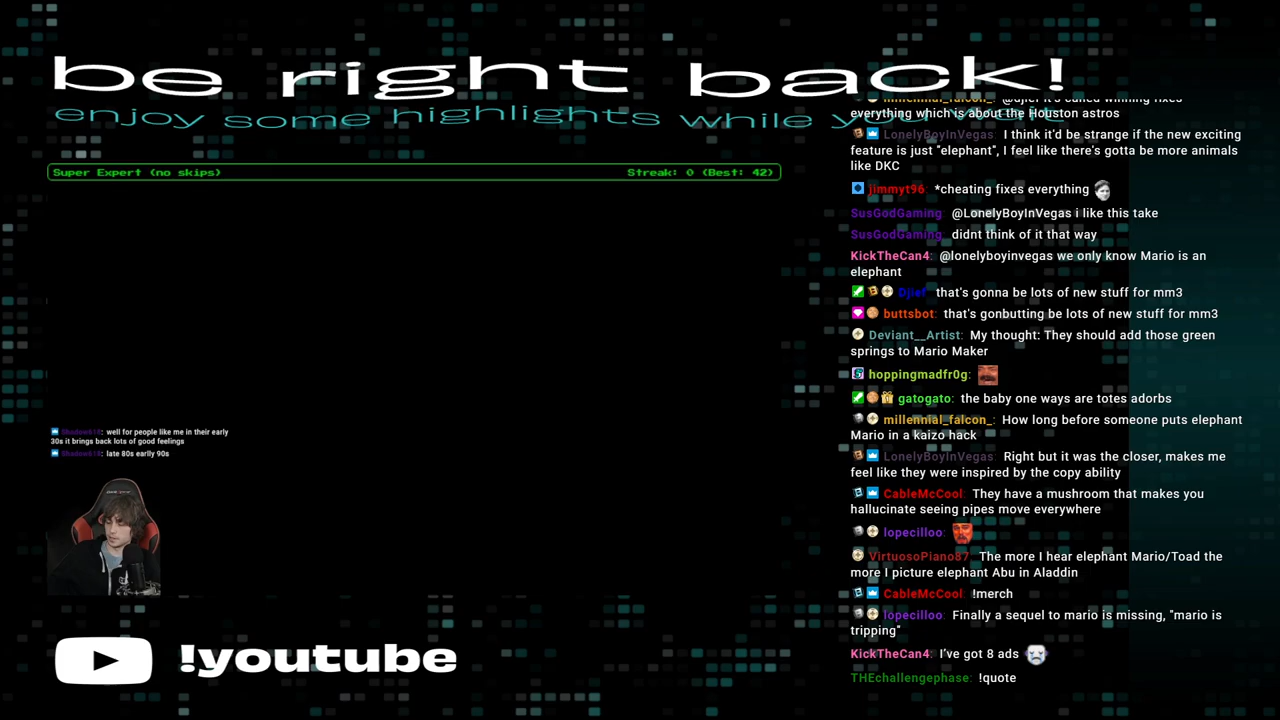 be right back!
enjoy some highlights while y
Super Expert (no skips)
Streak: 0 (Best: 42)
Shadow613: well for people like me in their early
30s it brings back lots of good feelings
Shadow613: late 80s earlly 90s
!youtube
everything which is about the Houston astros
LonelyBoyInVegas: I think it'd be strange if the new exciting
feature is just "elephant", I feel like there's gotta be more animals
like DKC
jimmyt96: *cheating fixes everything
SusGodGaming: @LonelyBoyInVegas i like this take
SusGodGaming: didnt think of it that way
KickTheCan4: @lonelyboyinvegas we only know Mario is an
elephant
Djief: that's gonna be lots of new stuff for mm3
buttsbot: that's gonbutting be lots of new stuff for mm3
Deviant__Artist: My thought: They should add those green
springs to Mario Maker
hoppingmadfr0g:
gatogato: the baby one ways are totes adorbs
millennial_falcon_: How long before someone puts elephant
Mario in a kaizo hack
LonelyBoyInVegas: Right but it was the closer, makes me
feel like they were inspired by the copy ability
CableMcCool: They have a mushroom that makes you
hallucinate seeing pipes move everywhere
lopecilloo:
VirtuosoPiano87: The more I hear elephant Mario/Toad the
more I picture elephant Abu in Aladdin
CableMcCool: !merch
lopecilloo: Finally a sequel to mario is missing, "mario is
tripping"
KickTheCan4: I've got 8 ads
THEchallengephase: !quote